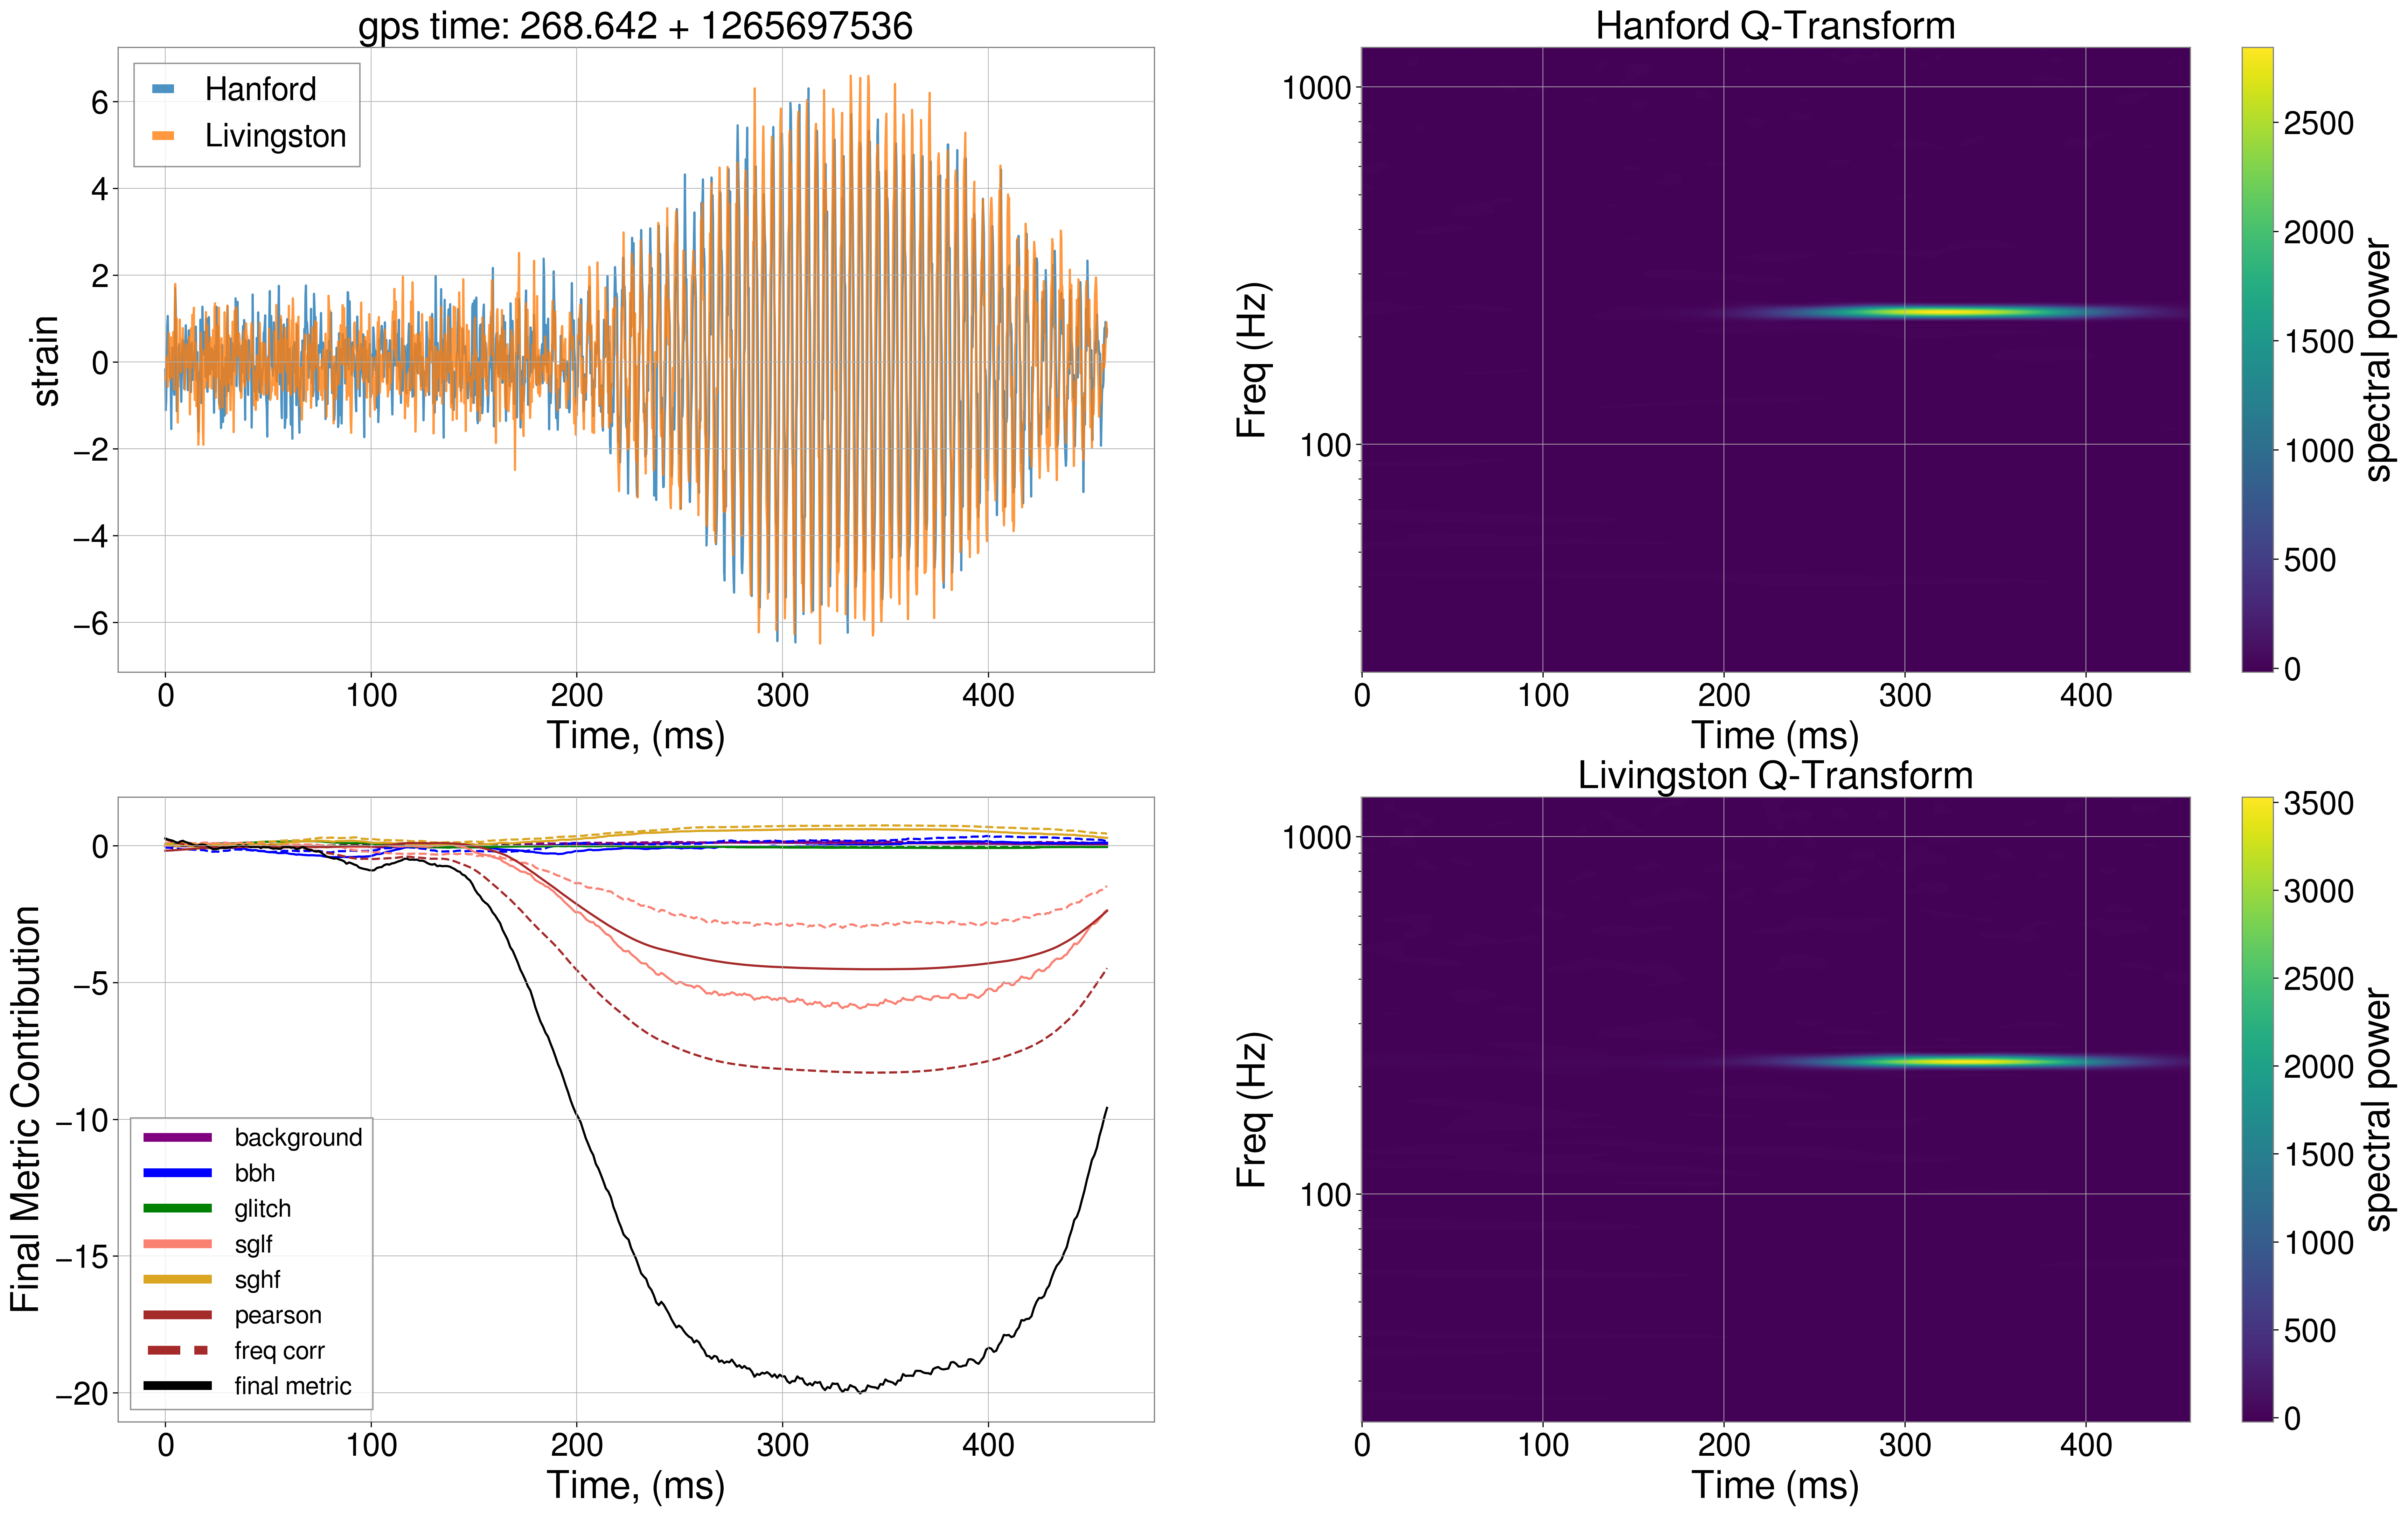 gps time: 268.642 + 1265697536
Hanford
Livingston
6
4
2
0
−2
−4
−6
strain
0
100
200
300
400
Time, (ms)
Hanford Q-Transform
1000
100
Freq (Hz)
0
100
200
300
400
Time (ms)
2500
2000
1500
1000
500
0
spectral power
0
−5
−10
−15
−20
Final Metric Contribution
background
bbh
glitch
sglf
sghf
pearson
freq corr
final metric
0
100
200
300
400
Time, (ms)
Livingston Q-Transform
1000
100
Freq (Hz)
0
100
200
300
400
Time (ms)
3500
3000
2500
2000
1500
1000
500
0
spectral power